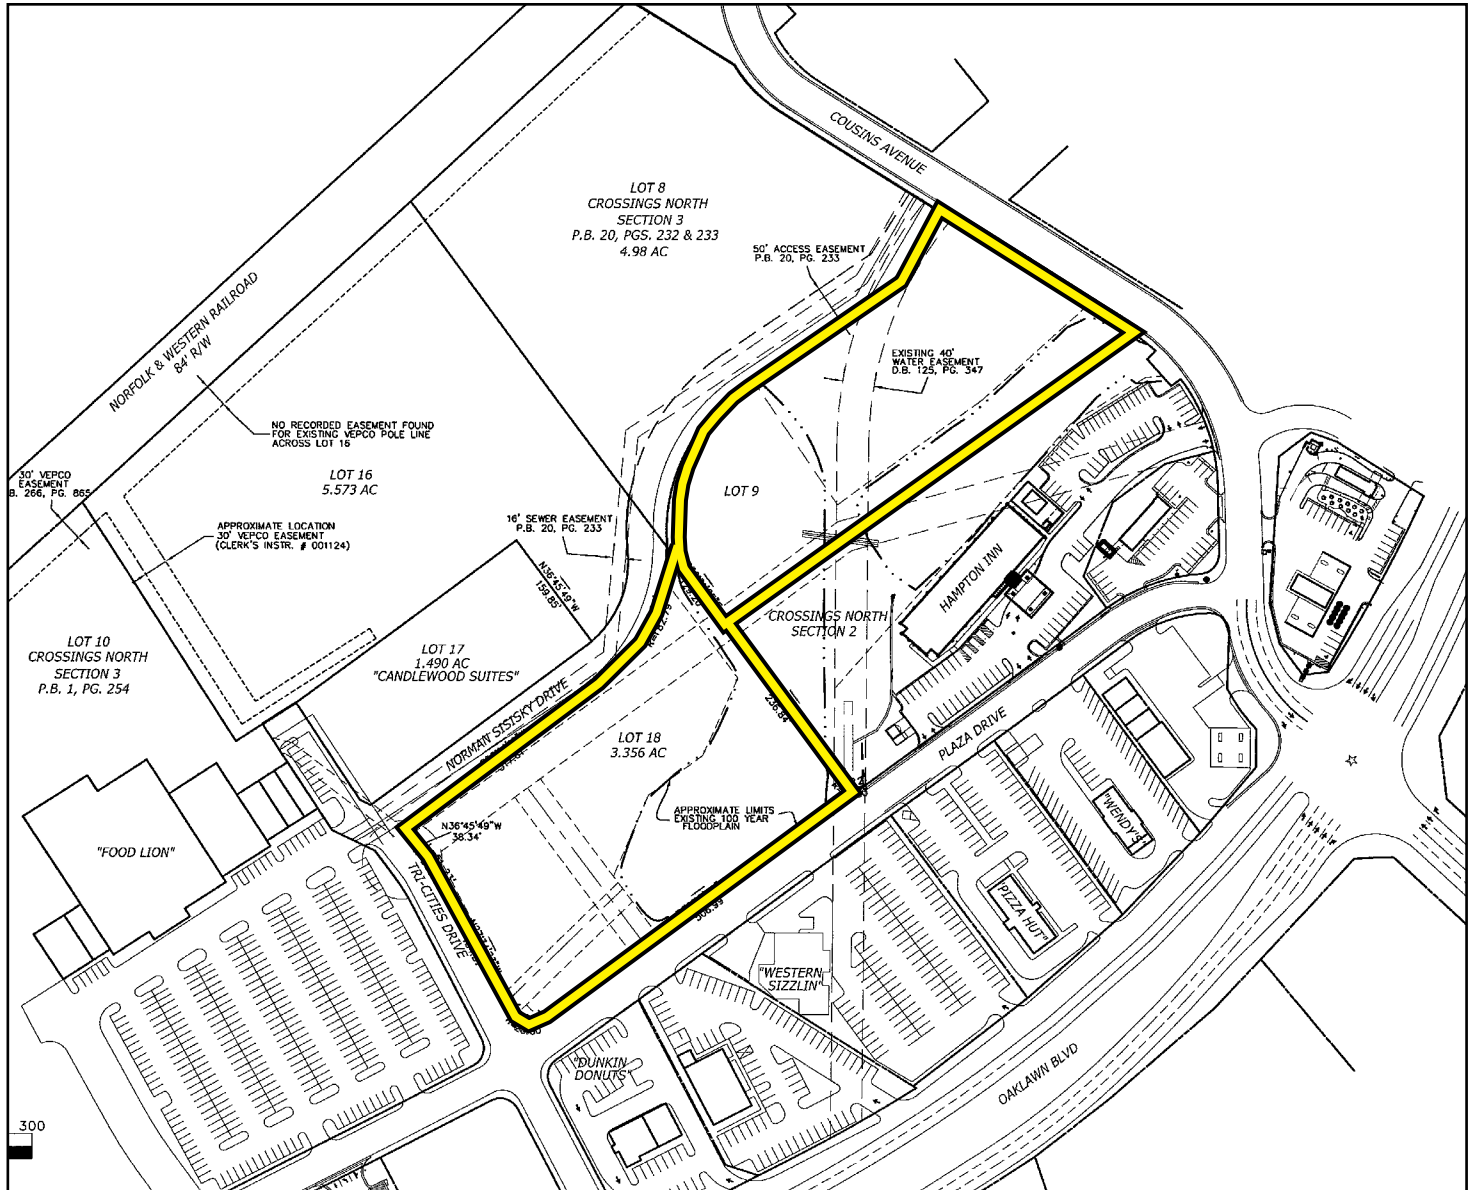 COUSINS AVENUE
LOT 8
CROSSINGS NORTH
SECTION 3
P.B. 20, PGS. 232 & 233
4.98 AC
50' ACCESS EASEMENT
P.B. 20, PG. 233
NORFOLK & WESTERN RAILROAD
84' R/W
EXISTING 40'
WATER EASEMENT
D.B. 125, PG. 347
NO RECORDED EASEMENT FOUND
FOR EXISTING VEPCO POLE LINE
ACROSS LOT 16
30' VEPCO
EASEMENT
B. 266, PG. 865
LOT 16
5.573 AC
LOT 9
16' SEWER EASEMENT
P.B. 20, PG. 233
APPROXIMATE LOCATION
30' VEPCO EASEMENT
(CLERK'S INSTR. # 001124)
N36°45'49"W
159.85'
HAMPTON INN
CROSSINGS NORTH
SECTION 2
LOT 10
CROSSINGS NORTH
SECTION 3
P.B. 1, PG. 254
LOT 17
1.490 AC
"CANDLEWOOD SUITES"
NORMAN SISISKY DRIVE
236.84
PLAZA DRIVE
LOT 18
3.356 AC
APPROXIMATE LIMITS
EXISTING 100 YEAR
FLOODPLAIN
"WENDY'S"
N36°45'49"W
38.34'
"FOOD LION"
TRI-CITIES DRIVE
"PIZZA HUT"
"WESTERN
SIZZLIN"
"DUNKIN
DONUTS"
OAKLAWN BLVD
300